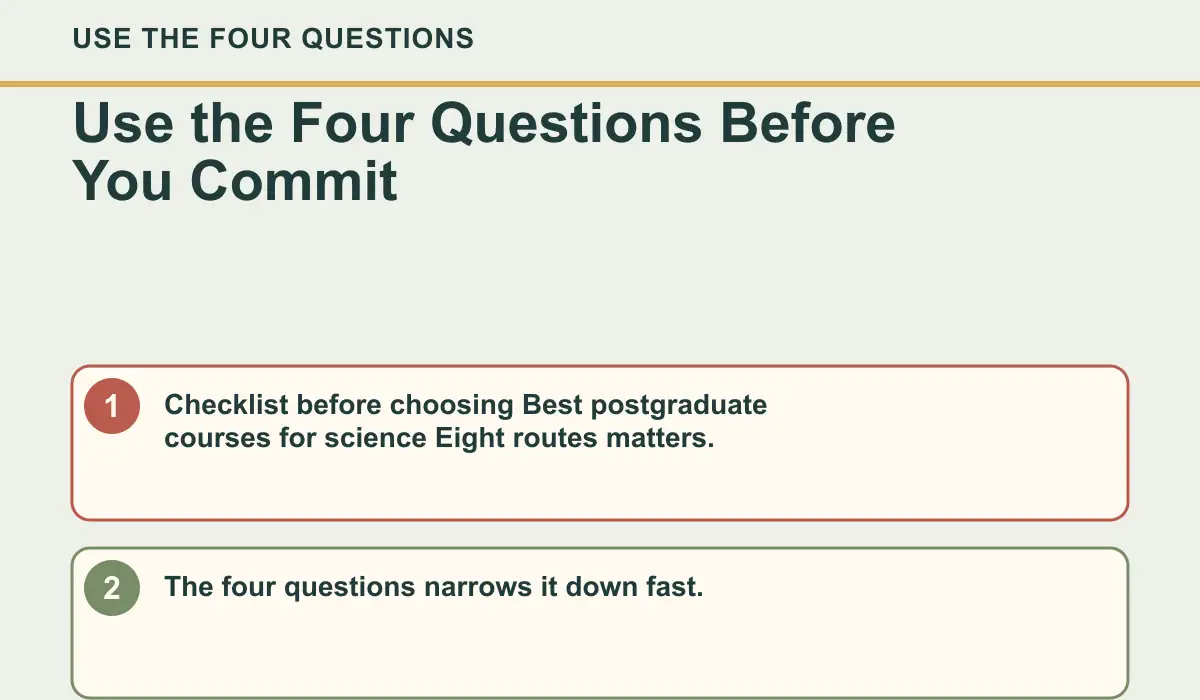 USE THE FOUR QUESTIONS
Use the Four Questions Before
You Commit
1
Checklist before choosing Best postgraduate
courses for science Eight routes matters.
2
The four questions narrows it down fast.